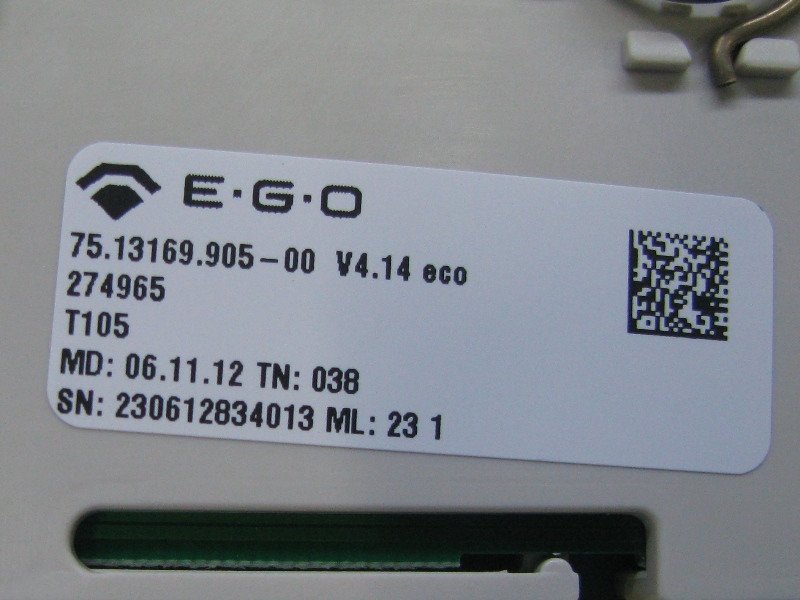 E·G·O
75.13169.905-00 V4.14 eco
274965
T105
MD: 06.11.12 TN: 038
SN: 230612834013 ML: 23 1